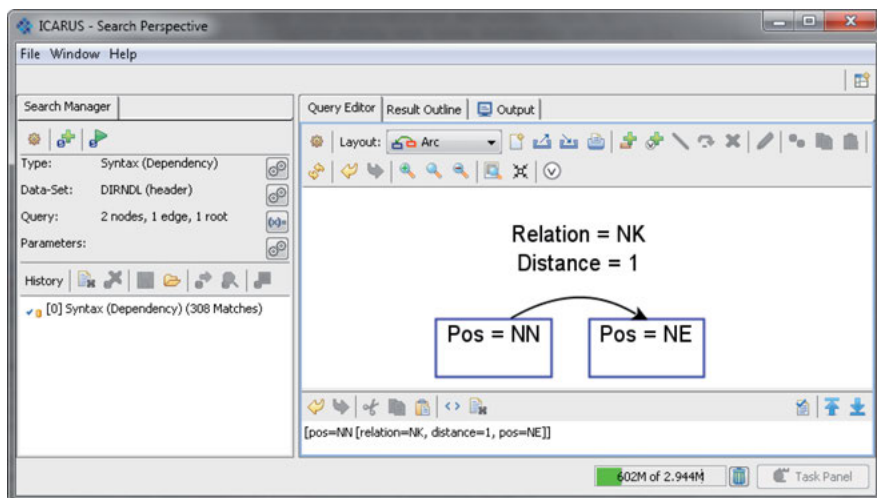 ICARUS - Search Perspective
File Window Help
Search Manager
Type: Syntax (Dependency)
Data-Set: DIRNDL (header)
Query: 2 nodes, 1 edge, 1 root
Parameters:
History
[0] Syntax (Dependency) (308 Matches)
Query Editor Result Outline Output
Layout: Arc
Relation = NK
Distance = 1
Pos = NN Pos = NE
[pos=NN [relation=NK, distance=1, pos=NE]]
602M of 2.944M Task Panel